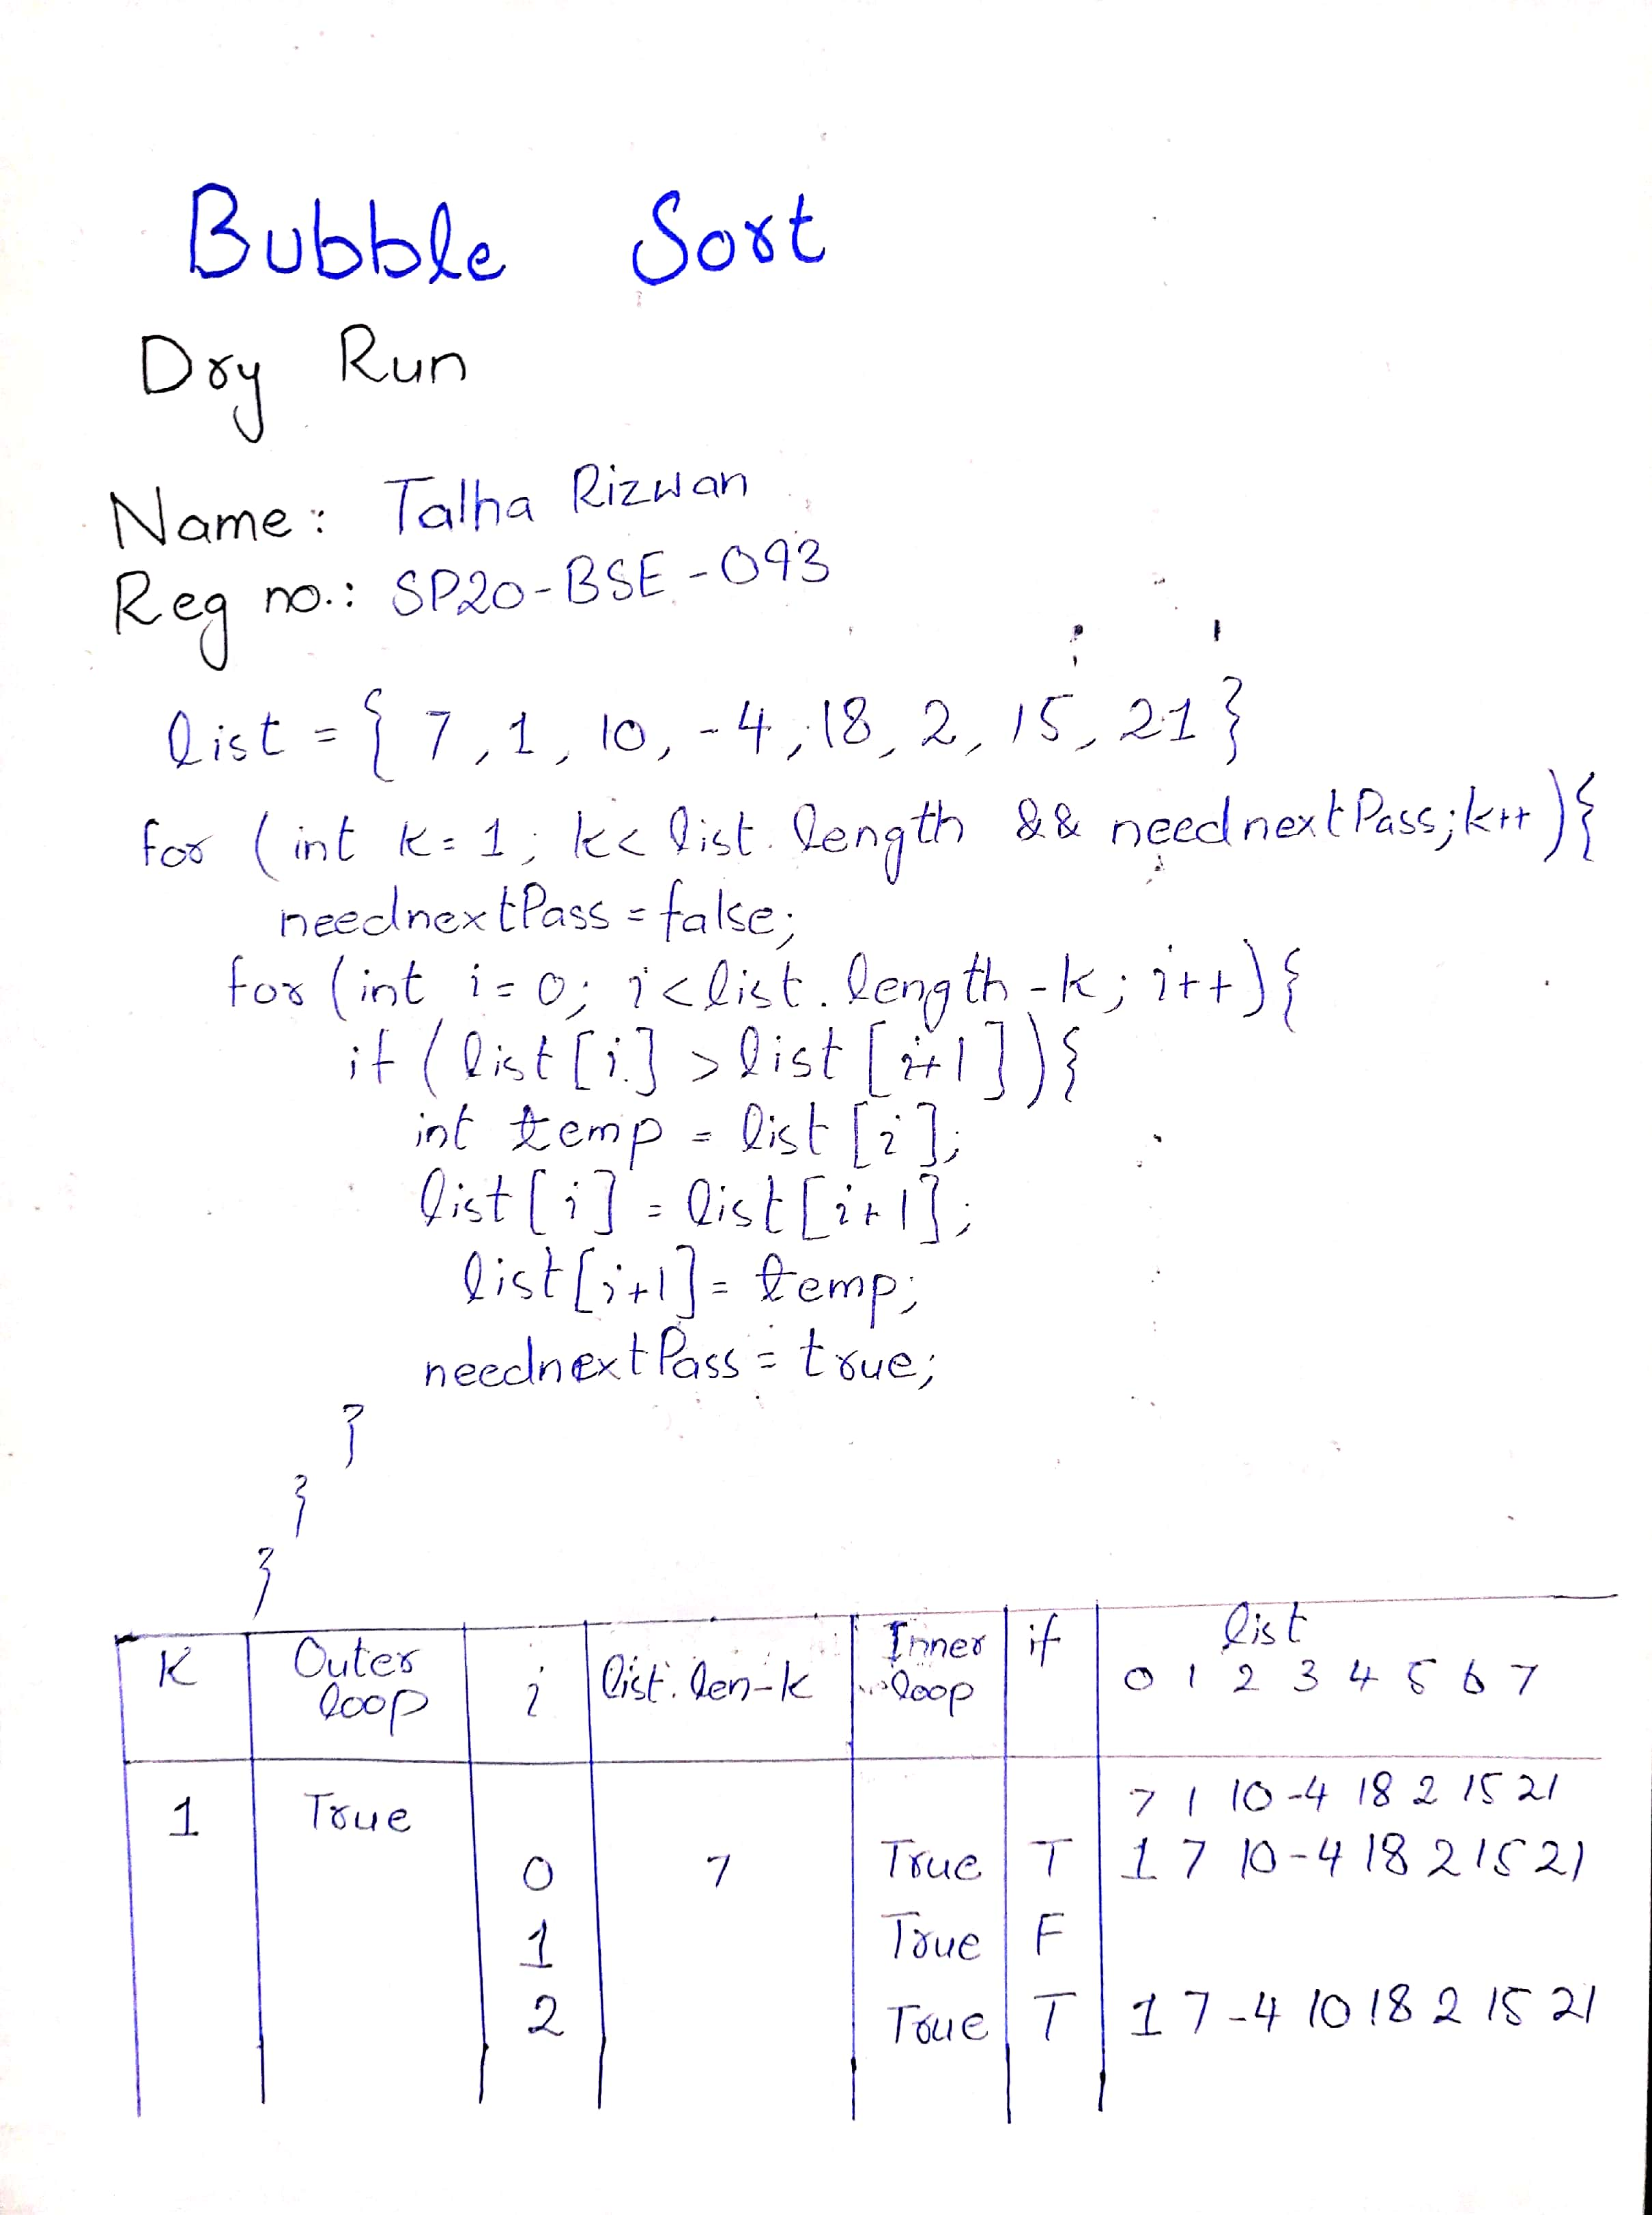 Bubble Sort
Dry Run
Name: Talha Rizwan
Reg no.: SP20-BSE-093
list = { 7, 1, 10, -4, 18, 2, 15, 21 }
for ( int k = 1; k < list.length && neednextPass; k++ ){
neednextPass = false;
for (int i = 0; i < list.length - k; i++){
if ( list [i] > list [i+1] ){
int temp = list [i];
list [i] = list [i+1];
list [i+1] = temp;
neednextPass = true;
}
}
}
K Outer loop i list.len-k Inner loop if list
0 1 2 3 4 5 6 7
7 1 10 -4 18 2 15 21
1 True
0 7 True T 1 7 10 -4 18 2 15 21
1 True F
2 True T 1 7 -4 10 18 2 15 21